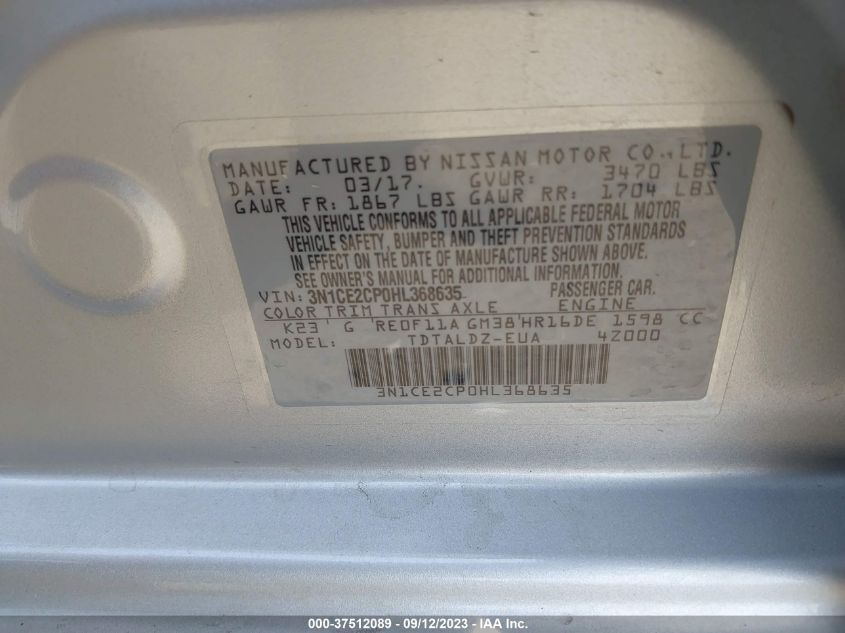 MANUFACTURED BY NISSAN MOTOR CO., LTD.
DATE: 03/17. GVWR: 3470 LBS
GAWR FR: 1867 LBS GAWR RR: 1704 LBS
THIS VEHICLE CONFORMS TO ALL APPLICABLE FEDERAL MOTOR
VEHICLE SAFETY, BUMPER AND THEFT PREVENTION STANDARDS
IN EFFECT ON THE DATE OF MANUFACTURE SHOWN ABOVE.
SEE OWNER'S MANUAL FOR ADDITIONAL INFORMATION.
VIN: 3N1CE2CP0HL368635 PASSENGER CAR.
COLOR TRIM TRANS AXLE ENGINE
K23' G 'RE0F11A GM38'HR16DE 1598 CC
MODEL: TDTALDZ-EUA 42000
3N1CE2CP0HL368635
000-37512089 - 09/12/2023 - IAA Inc.